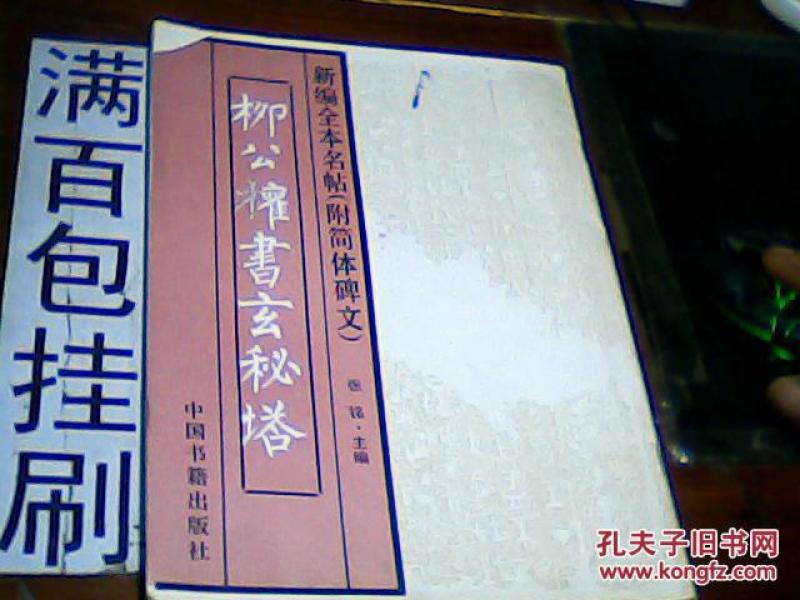 满百包挂刷
新编全本名帖(附简体碑文)
柳公權書玄秘塔
张铭·主编
中国书籍出版社
孔夫子旧书网
www.kongfz.com